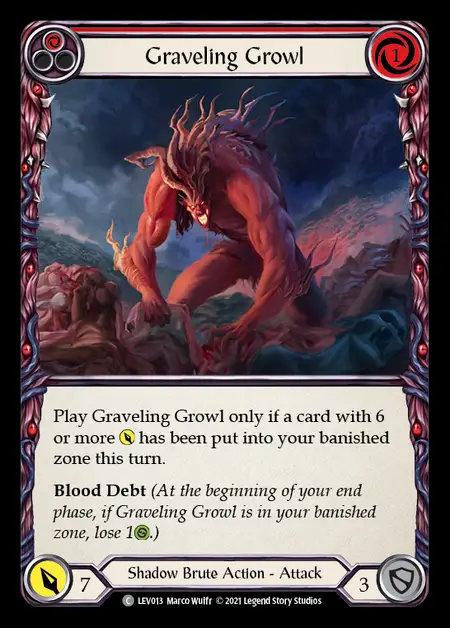 Graveling Growl
1
Play Graveling Growl only if a card with 6
or more has been put into your banished
zone this turn.
Blood Debt (At the beginning of your end
phase, if Graveling Growl is in your banished
zone, lose 1 .)
7
Shadow Brute Action - Attack
3
C LEV013 Marco Wulfr © 2021 Legend Story Studios